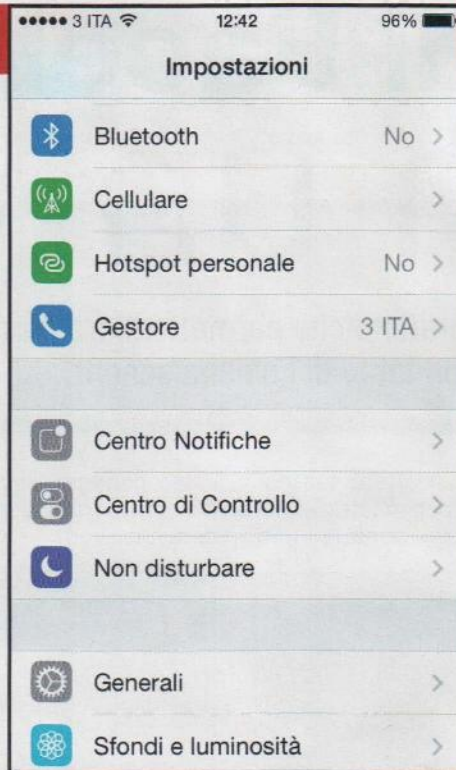 3 ITA 12:42 96%
Impostazioni
Bluetooth No
Cellulare
Hotspot personale No
Gestore 3 ITA
Centro Notifiche
Centro di Controllo
Non disturbare
Generali
Sfondi e luminosità